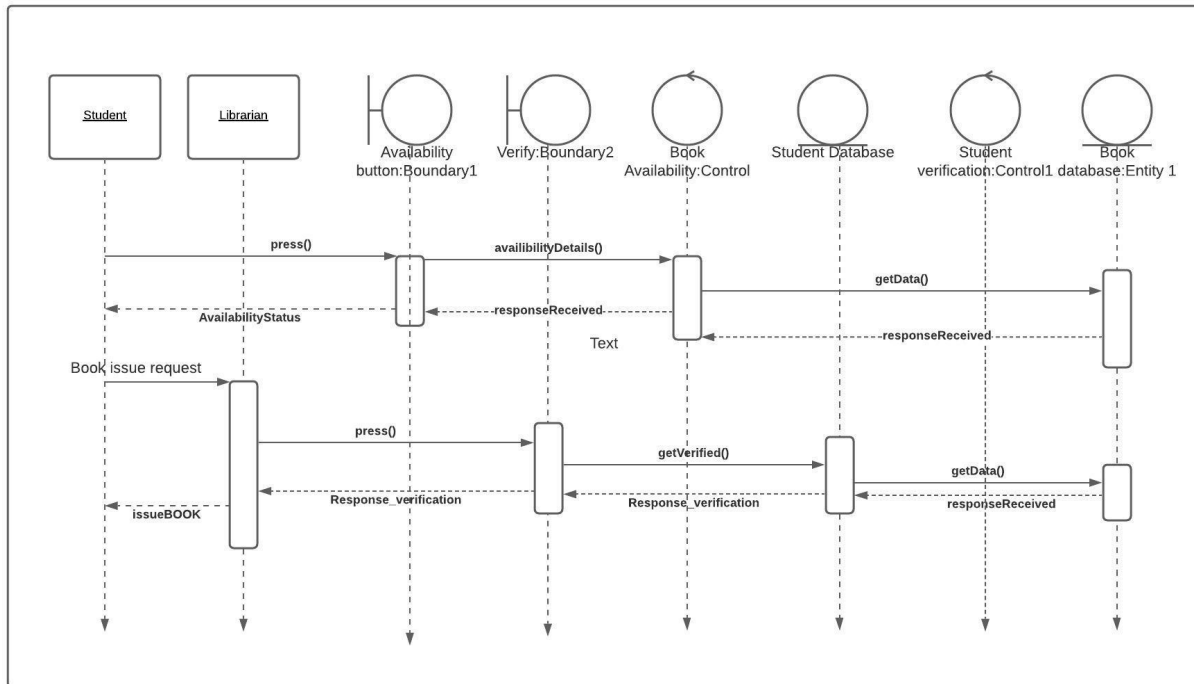 Student
Librarian
Availability
button:Boundary1
Verify:Boundary2
Book
Availability:Control
Student Database
Student
verification:Control1
Book
database:Entity 1
press()
availibilityDetails()
getData()
AvailabilityStatus
responseReceived
responseReceived
Text
Book issue request
press()
getVerified()
getData()
Response_verification
Response_verification
responseReceived
issueBOOK